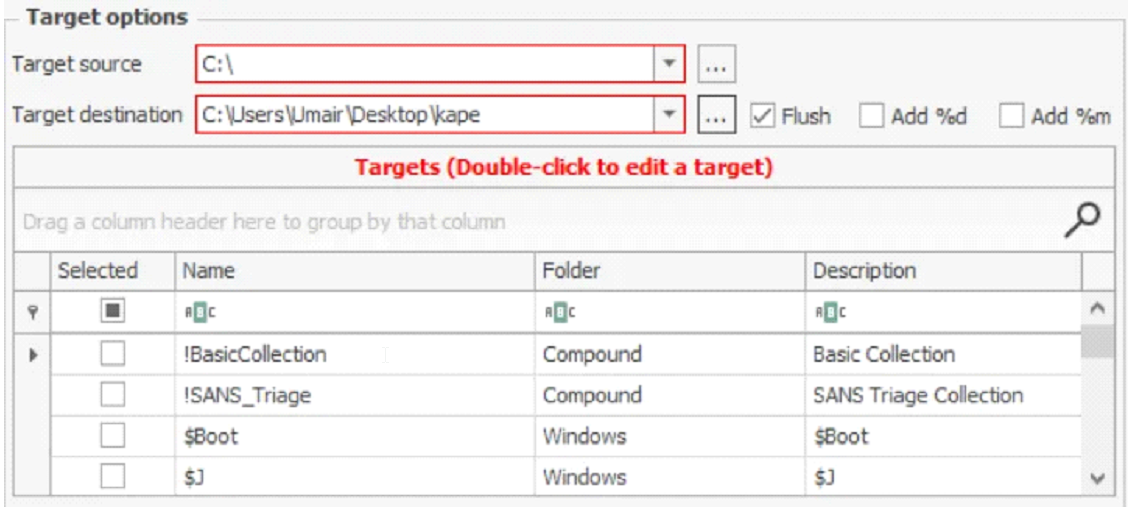 Target options
Target source C:\ ...
Target destination C:\Users\Umair\Desktop\kape ... Flush Add %d Add %m
Targets (Double-click to edit a target)
Drag a column header here to group by that column
Selected Name Folder Description
ABC ABC ABC
!BasicCollection Compound Basic Collection
!SANS_Triage Compound SANS Triage Collection
$Boot Windows $Boot
$J Windows $J